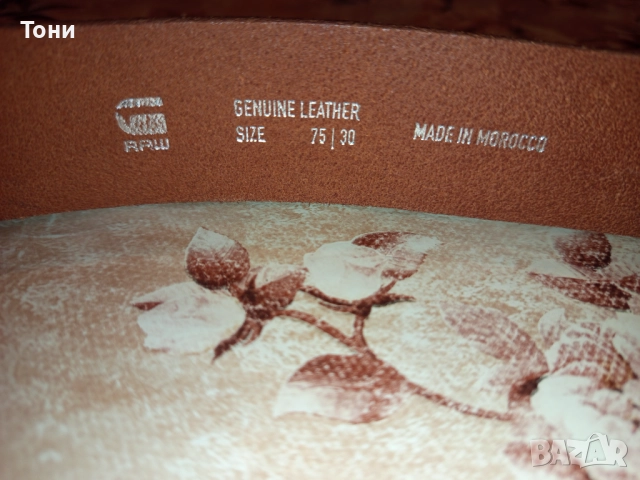 Тони
RAW
GENUINE LEATHER
SIZE 75 | 30
MADE IN MOROCCO
BAZAR